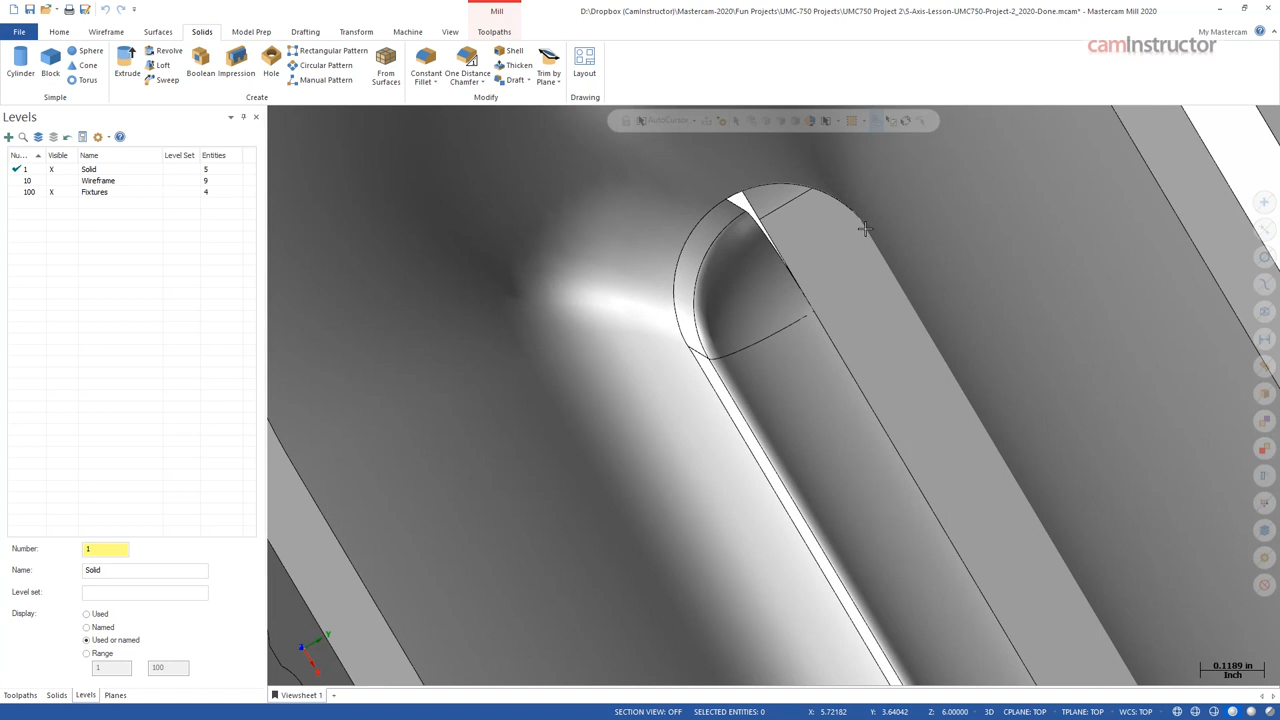 Mill
D:\Dropbox (CamInstructor)\Mastercam-2020\Fun Projects\UMC-750 Projects\UMC750 Project 2\5-Axis-Lesson-UMC750-Project-2_2020-Done.mcam* - Mastercam Mill 2020
File Home Wireframe Surfaces Solids Model Prep Drafting Transform Machine View Toolpaths My Mastercam
camInstructor
Cylinder Block Sphere Cone Torus
Simple
Extrude Revolve Loft Sweep Boolean Impression Hole Rectangular Pattern Circular Pattern Manual Pattern From Surfaces
Create
Constant Fillet One Distance Chamfer Shell Thicken Draft Trim by Plane
Modify
Layout
Drawing
Levels
AutoCursor
Nu... Visible Name Level Set Entities
1 X Solid 5
10 Wireframe 9
100 X Fixtures 4
Number: 1
Name: Solid
Level set:
Display: Used
Named
Used or named
Range
1 100
Y
X
0.1189 in
Inch
Toolpaths Solids Levels Planes
Viewsheet 1 +
SECTION VIEW: OFF SELECTED ENTITIES: 0 X: 5.72182 Y: 3.64042 Z: 6.00000 3D CPLANE: TOP TPLANE: TOP WCS: TOP